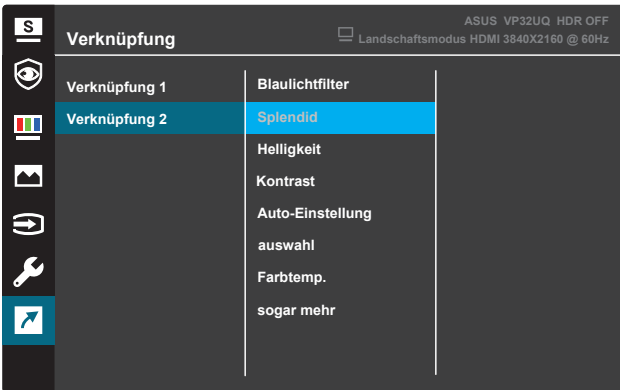 S
Verknüpfung
ASUS VP32UQ HDR OFF
Landschaftsmodus HDMI 3840X2160 @ 60Hz
Verknüpfung 1
Verknüpfung 2
Blaulichtfilter
Splendid
Helligkeit
Kontrast
Auto-Einstellung
auswahl
Farbtemp.
sogar mehr